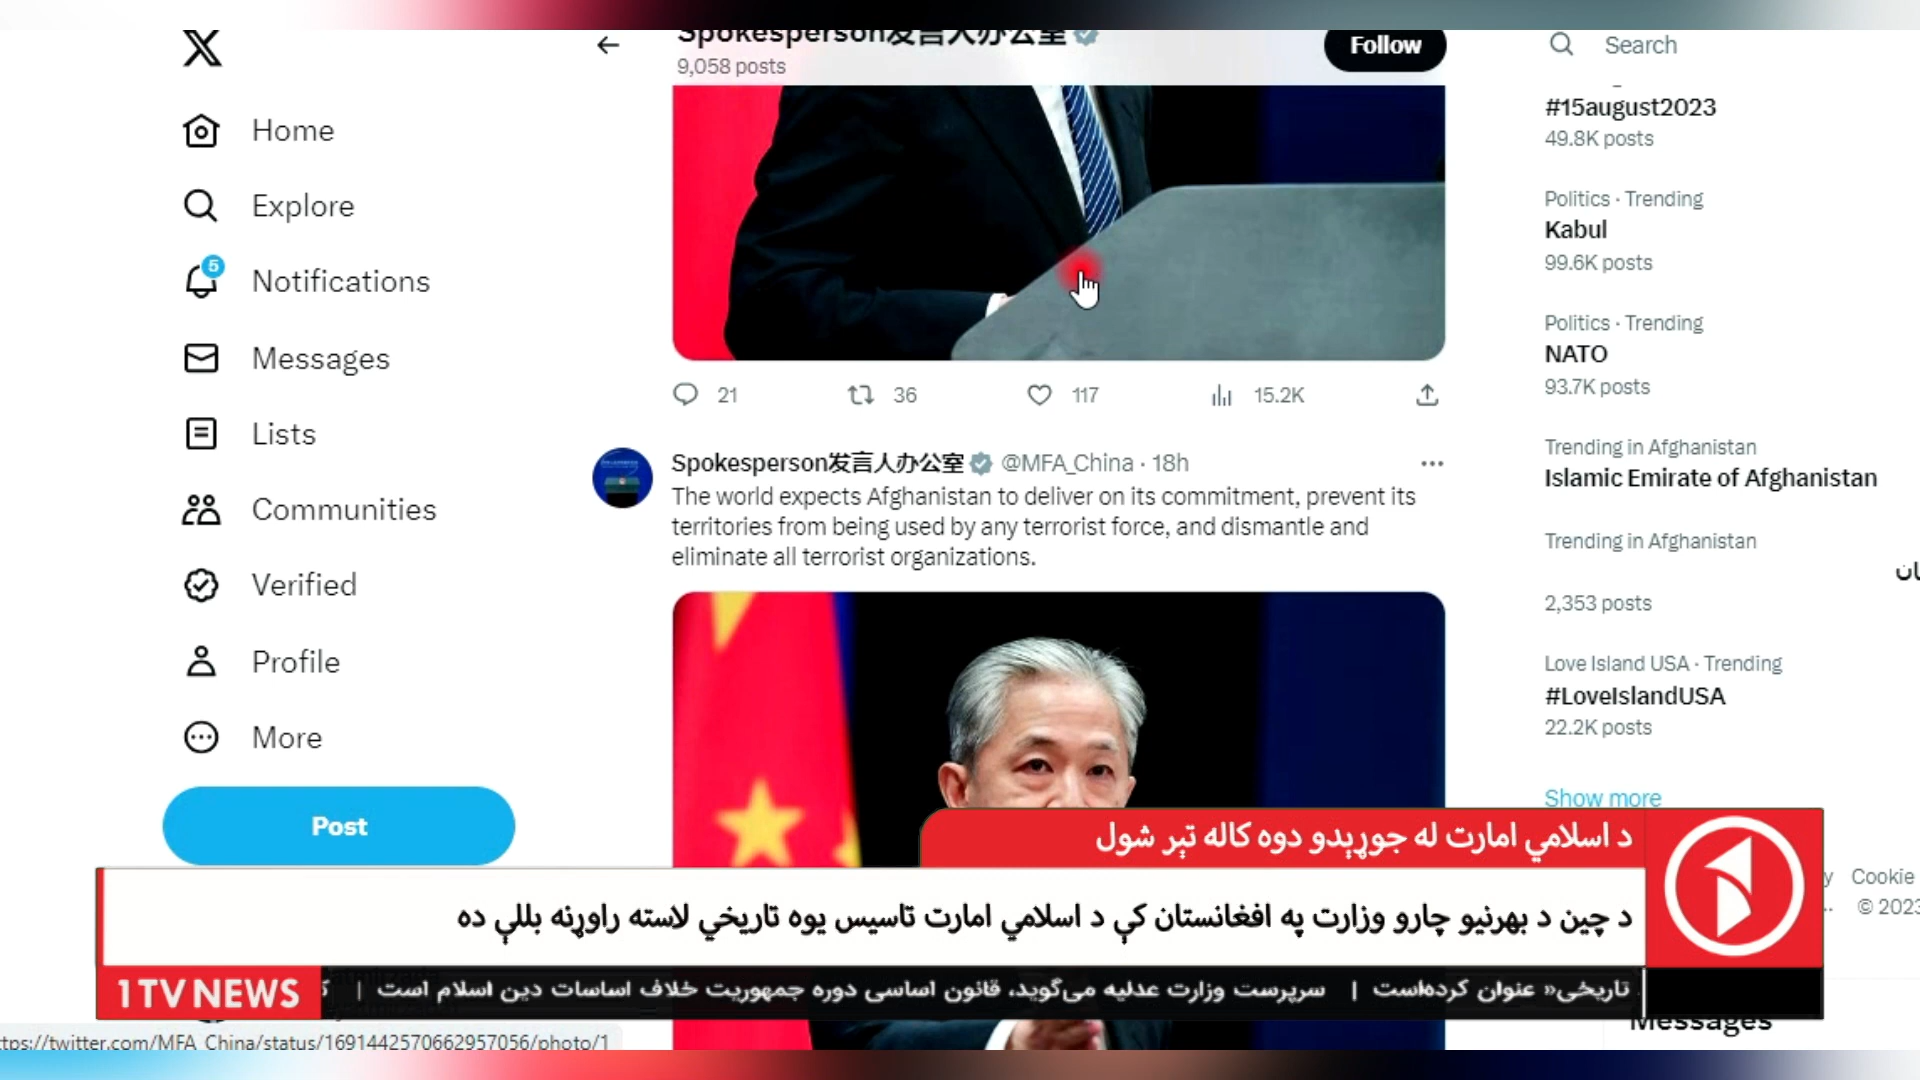 Spokesperson发言人办公室
9,058 posts
Follow
Search
Home
Explore
5
Notifications
Messages
Lists
Communities
Verified
Profile
More
Post
21
36
117
15.2K
Spokesperson发言人办公室 @MFA_China · 18h
The world expects Afghanistan to deliver on its commitment, prevent its
territories from being used by any terrorist force, and dismantle and
eliminate all terrorist organizations.
#15august2023
49.8K posts
Politics · Trending
Kabul
99.6K posts
Politics · Trending
NATO
93.7K posts
Trending in Afghanistan
Islamic Emirate of Afghanistan
Trending in Afghanistan
2,353 posts
Love Island USA · Trending
#LoveIslandUSA
22.2K posts
Show more
Cookie
© 2023
Messages
د اسلامي امارت له جوړېدو دوه کاله تېر شول
د چين د بهرنيو چارو وزارت په افغانستان کې د اسلامي امارت تاسيس يوه تاريخي لاسته راوړنه بللې ده
1TV NEWS
تاریخی» عنوان کرده‌است | سرپرست وزارت عدلیه می‌گوید، قانون اساسی دوره جمهوریت خلاف اساسات دین اسلام است |
ttps://twitter.com/MFA_China/status/1691442570662957056/photo/1